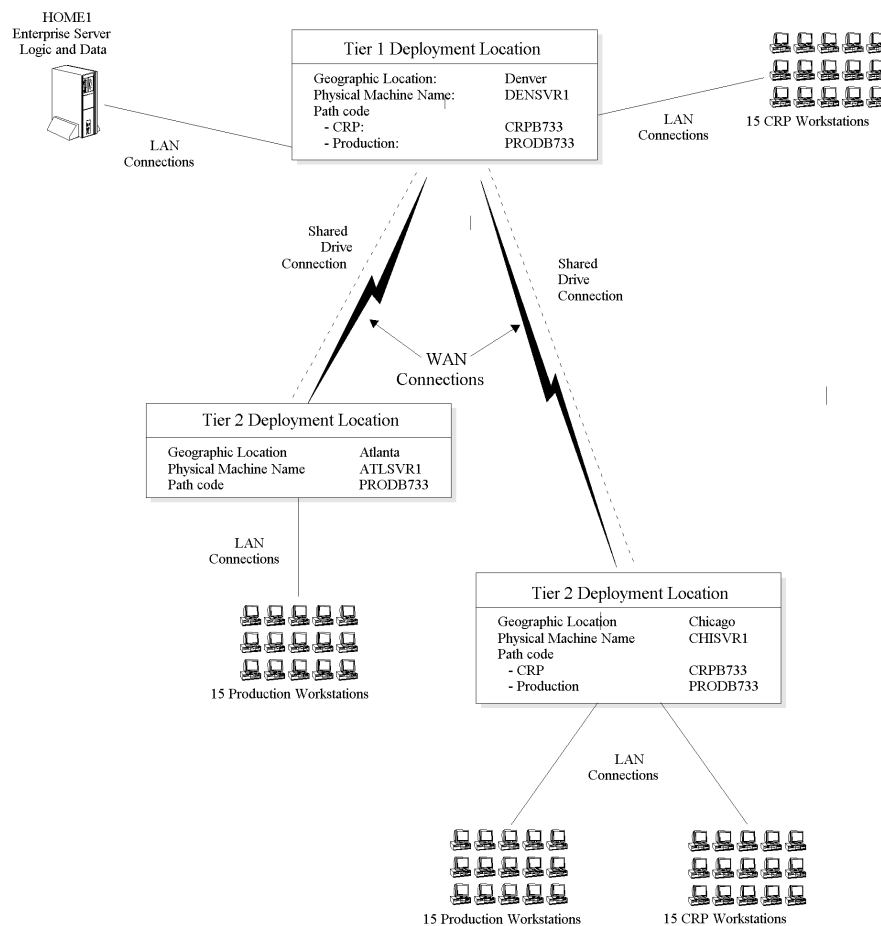 HOME1
Enterprise Server
Logic and Data
LAN
Connections
Tier 1 Deployment Location
Geographic Location: Denver
Physical Machine Name: DENSVR1
Path code
- CRP: CRPB733
- Production: PRODB733
LAN
Connections
15 CRP Workstations
Shared
Drive
Connection
Shared
Drive
Connection
WAN
Connections
Tier 2 Deployment Location
Geographic Location Atlanta
Physical Machine Name ATLSVR1
Path code PRODB733
LAN
Connections
15 Production Workstations
Tier 2 Deployment Location
Geographic Location Chicago
Physical Machine Name CHISVR1
Path code
- CRP CRPB733
- Production PRODB733
LAN
Connections
15 Production Workstations
15 CRP Workstations